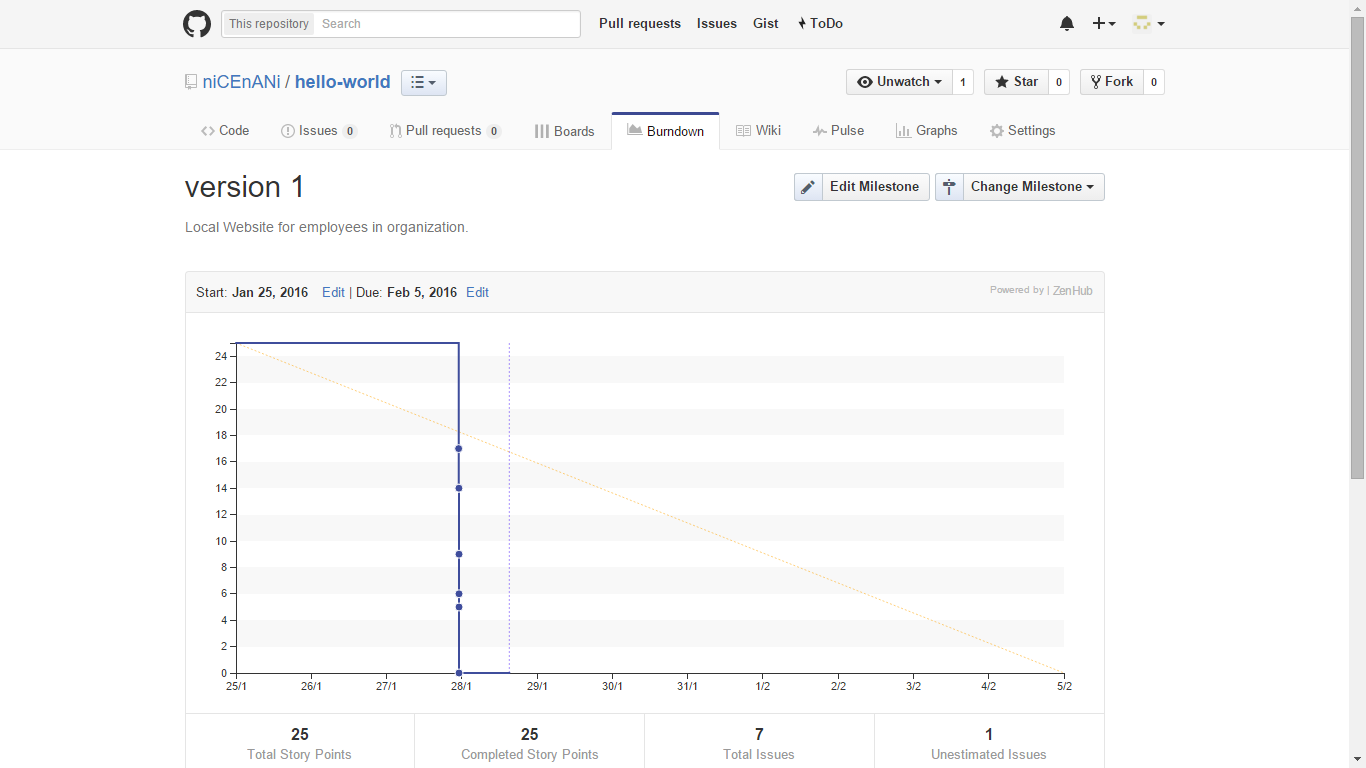 This repository Search Pull requests Issues Gist ToDo
niCEnANi / hello-world Unwatch 1 Star 0 Fork 0
Code Issues 0 Pull requests 0 Boards Burndown Wiki Pulse Graphs Settings
version 1 Edit Milestone Change Milestone
Local Website for employees in organization.
Start: Jan 25, 2016 Edit | Due: Feb 5, 2016 Edit Powered by | ZenHub
24
22
20
18
16
14
12
10
8
6
4
2
0
25/1 26/1 27/1 28/1 29/1 30/1 31/1 1/2 2/2 3/2 4/2 5/2
25 25 7 1
Total Story Points Completed Story Points Total Issues Unestimated Issues